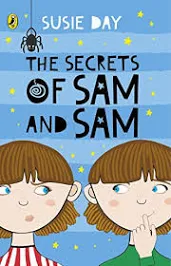 SUSIE DAY
THE SECRETS
OF SAM
AND SAM